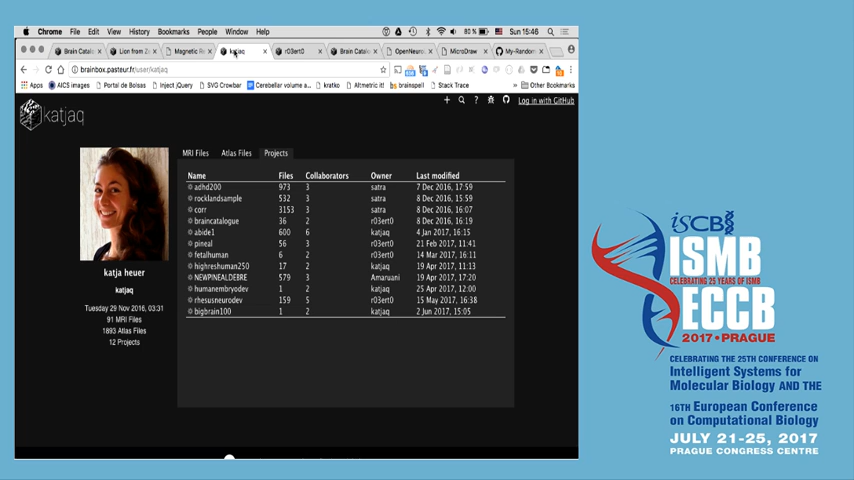 Chrome File Edit View History Bookmarks People Window Help
80 % Sun 15:46
Brain Catalo
Lion from Z
Magnetic R
katjaq
r03ert0
Brain Catalo
OpenNeuro
MicroDraw
My-Random
brainbox.pasteur.fr/user/katjaq
Apps AICS images Portal de Bolsas Inject jQuery SVG Crowbar Cerebellar volume a... kratko Altmetric it! brainspell Stack Trace » Other Bookmarks
katjaq
+ ? Log in with GitHub
MRI Files Atlas Files Projects
Name Files Collaborators Owner Last modified
adhd200 973 3 satra 7 Dec 2016, 17:59
rocklandsample 532 3 satra 8 Dec 2016, 15:59
corr 3153 3 satra 8 Dec 2016, 16:07
braincatalogue 36 2 r03ert0 8 Dec 2016, 16:19
abide1 600 6 katjaq 4 Jan 2017, 16:15
pineal 56 3 r03ert0 21 Feb 2017, 11:41
fetalhuman 6 2 r03ert0 14 Mar 2017, 16:11
highreshuman250 17 2 katjaq 19 Apr 2017, 11:13
NEWPINEALDEBRE 579 3 Amaruani 19 Apr 2017, 17:20
humanembryodev 1 2 katjaq 25 Apr 2017, 12:00
rhesusneurodev 159 5 r03ert0 15 May 2017, 16:38
bigbrain100 1 2 katjaq 2 Jun 2017, 15:05
katja heuer
katjaq
Tuesday 29 Nov 2016, 03:31
91 MRI Files
1893 Atlas Files
12 Projects
iSCB
ISMB
CELEBRATING 25 YEARS OF ISMB
ECCB
2017 • PRAGUE
CELEBRATING THE 25TH CONFERENCE ON
Intelligent Systems for
Molecular Biology AND THE
16TH European Conference
on Computational Biology
JULY 21-25, 2017
PRAGUE CONGRESS CENTRE